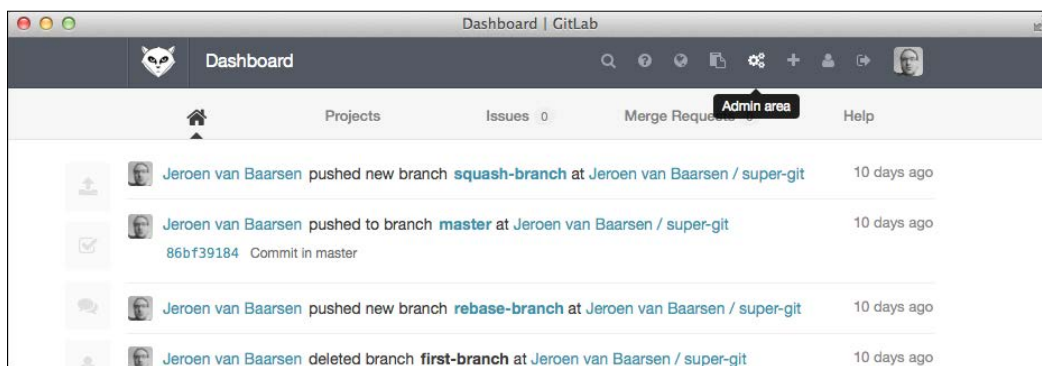 Dashboard | GitLab
Dashboard
Admin area
Projects Issues 0 Merge Requests Help
Jeroen van Baarsen pushed new branch squash-branch at Jeroen van Baarsen / super-git 10 days ago
Jeroen van Baarsen pushed to branch master at Jeroen van Baarsen / super-git 10 days ago
86bf39184 Commit in master
Jeroen van Baarsen pushed new branch rebase-branch at Jeroen van Baarsen / super-git 10 days ago
Jeroen van Baarsen deleted branch first-branch at Jeroen van Baarsen / super-git 10 days ago